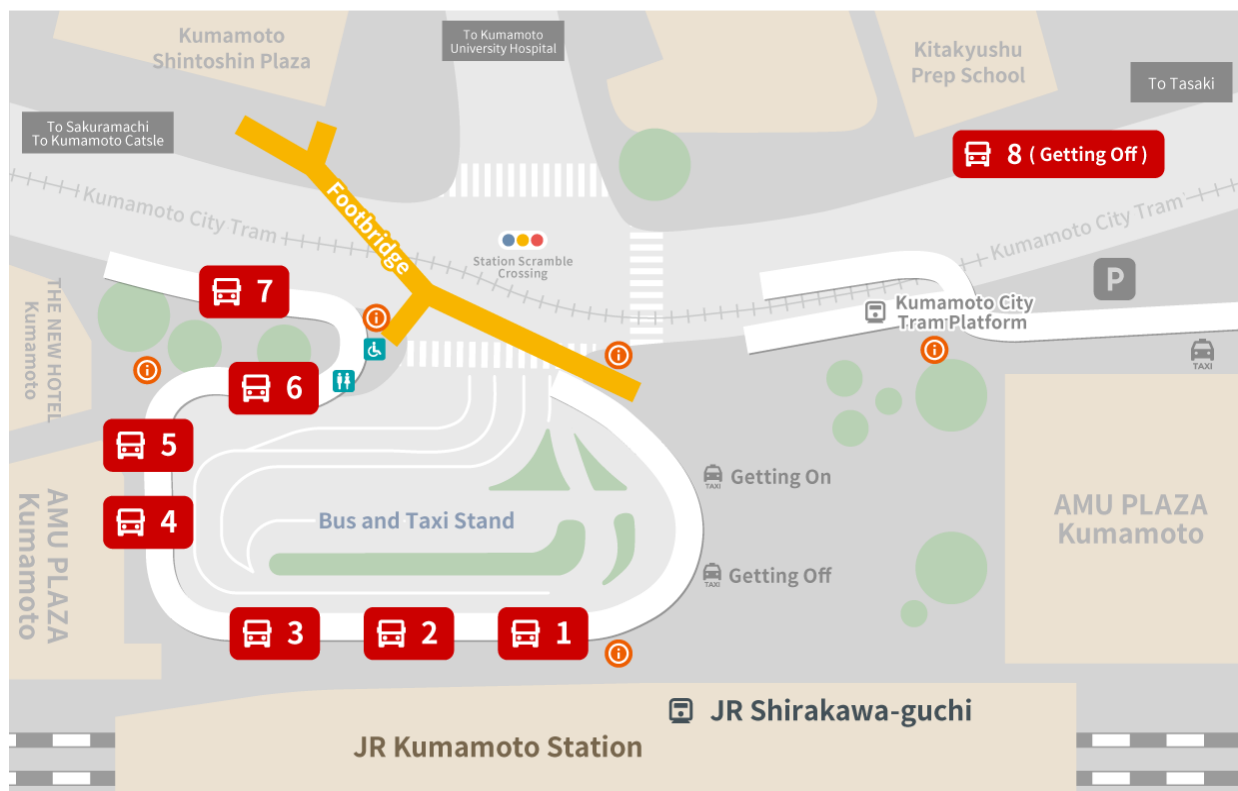 Kumamoto
Shintoshin Plaza
To Kumamoto
University Hospital
Kitakyushu
Prep School
To Tasaki
To Sakuramachi
To Kumamoto Catsle
8 ( Getting Off )
Footbridge
Kumamoto City Tram
Station Scramble
Crossing
Kumamoto City Tram
P
THE NEW HOTEL
Kumamoto
7
Kumamoto City
Tram Platform
TAXI
6
5
4
AMU PLAZA
Kumamoto
Bus and Taxi Stand
TAXI
Getting On
TAXI
Getting Off
AMU PLAZA
Kumamoto
3
2
1
JR Shirakawa-guchi
JR Kumamoto Station